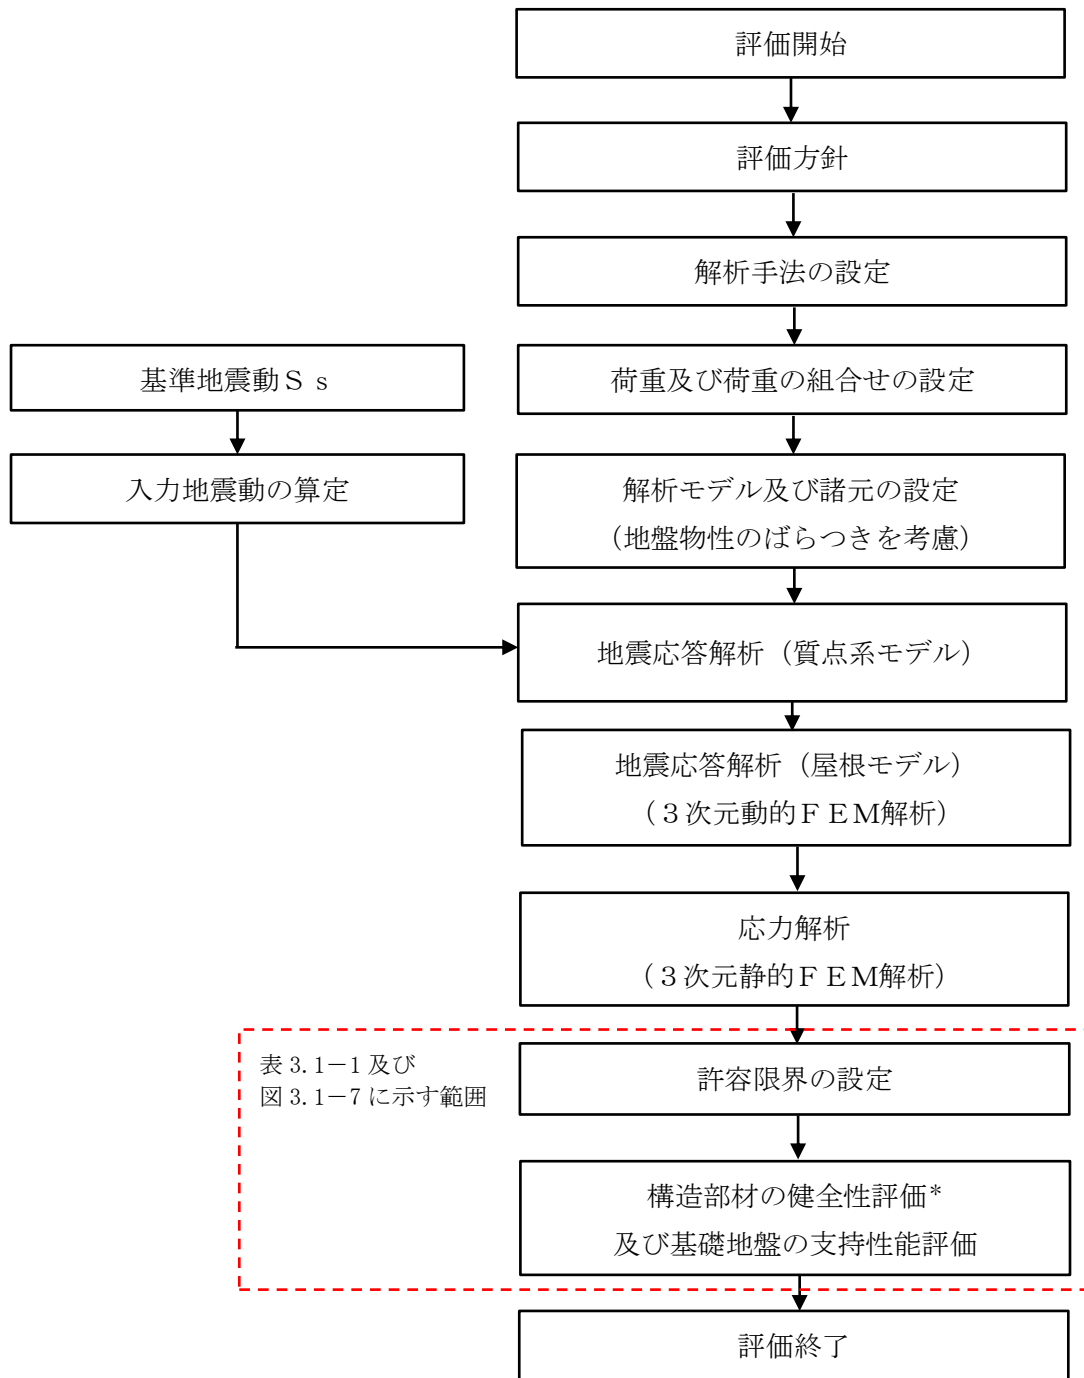 評価開始
評価方針
解析手法の設定
荷重及び荷重の組合せの設定
基準地震動Ｓｓ
入力地震動の算定
解析モデル及び諸元の設定
（地盤物性のばらつきを考慮）
地震応答解析（質点系モデル）
地震応答解析（屋根モデル）
（３次元動的ＦＥＭ解析）
応力解析
（３次元静的ＦＥＭ解析）
表 3.1－1 及び
図 3.1－7 に示す範囲
許容限界の設定
構造部材の健全性評価*
及び基礎地盤の支持性能評価
評価終了